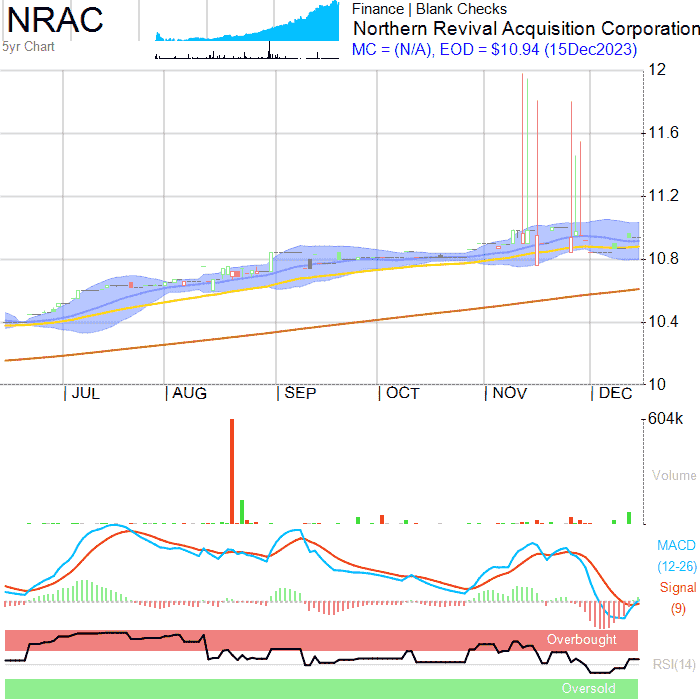 NRAC
5yr Chart
Finance | Blank Checks
Northern Revival Acquisition Corporation
MC = (N/A), EOD = $10.94 (15Dec2023)
12
11.6
11.2
10.8
10.4
10
JUL AUG SEP OCT NOV DEC
604k
Volume
MACD
(12-26)
Signal
(9)
Overbought
RSI(14)
Oversold